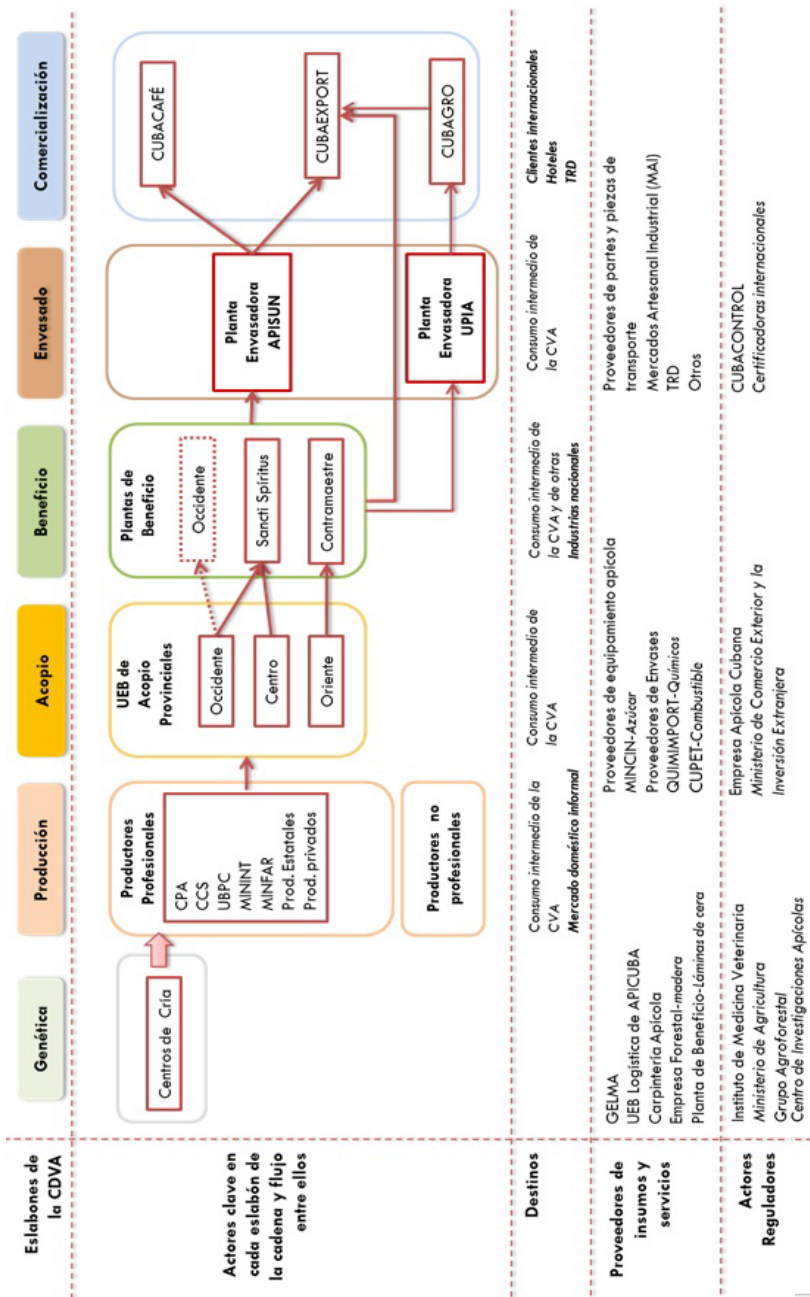 Eslabones de
la CDVA
Genética
Producción
Acopio
Beneficio
Envasado
Comercialización
Actores clave en
cada eslabón de
la cadena y flujo
entre ellos
Centros de Cría
Productores
Profesionales
CPA
CCS
UBPC
MININT
MINFAR
Prod. Estatales
Prod. privados
Productores no
profesionales
UEB de
Acopio
Provinciales
Occidente
Centro
Oriente
Plantas de
Beneficio
Occidente
Sancti Spiritus
Contramaestre
Planta
Envasadora
APISUN
Planta
Envasadora
UPIA
CUBACAFÉ
CUBAEXPORT
CUBAGRO
Destinos
Consumo intermedio de la
CVA
Mercado doméstico informal
Consumo intermedio de
la CVA
Consumo intermedio de
la CVA y de otras
Industrias nacionales
Consumo intermedio de
la CVA
Clientes internacionales
Hoteles
TRD
Proveedores de
insumos y
servicios
GELMA
UEB Logística de APICUBA
Carpintería Apícola
Empresa Forestal-madera
Planta de Beneficio-Láminas de cera
Proveedores de equipamiento apícola
MINCIN-Azúcar
Proveedores de Envases
QUIMIMPORT-Químicos
CUPET-Combustible
Proveedores de partes y piezas de
transporte
Mercados Artesanal Industrial (MAI)
TRD
Otros
Actores
Reguladores
Instituto de Medicina Veterinaria
Ministerio de Agricultura
Grupo Agroforestal
Centro de Investigaciones Apícolas
Empresa Apícola Cubana
Ministerio de Comercio Exterior y la
Inversión Extranjera
CUBACONTROL
Certificadoras internacionales